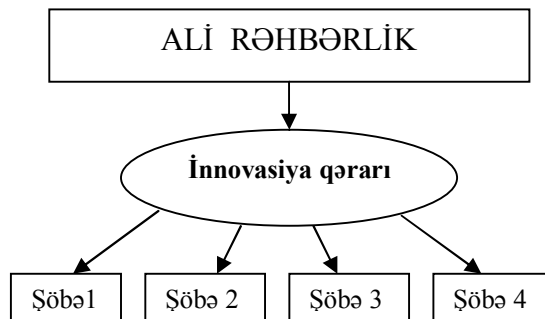 ALİ RƏHBƏRLİK
İnnovasiya qərarı
Şöbə1
Şöbə 2
Şöbə 3
Şöbə 4